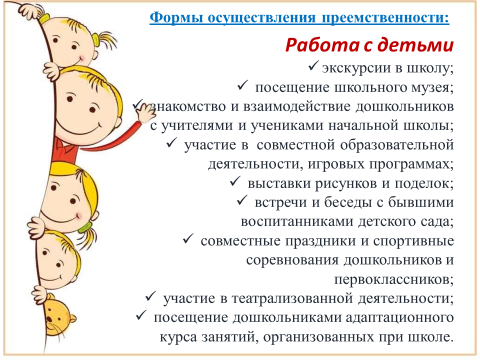 Формы осуществления преемственности:
Работа с детьми
✓ экскурсии в школу;
✓ посещение школьного музея;
✓ знакомство и взаимодействие дошкольников
с учителями и учениками начальной школы;
✓ участие в совместной образовательной
деятельности, игровых программах;
✓ выставки рисунков и поделок;
✓ встречи и беседы с бывшими
воспитанниками детского сада;
✓ совместные праздники и спортивные
соревнования дошкольников и
первоклассников;
✓ участие в театрализованной деятельности;
✓ посещение дошкольниками адаптационного
курса занятий, организованных при школе.